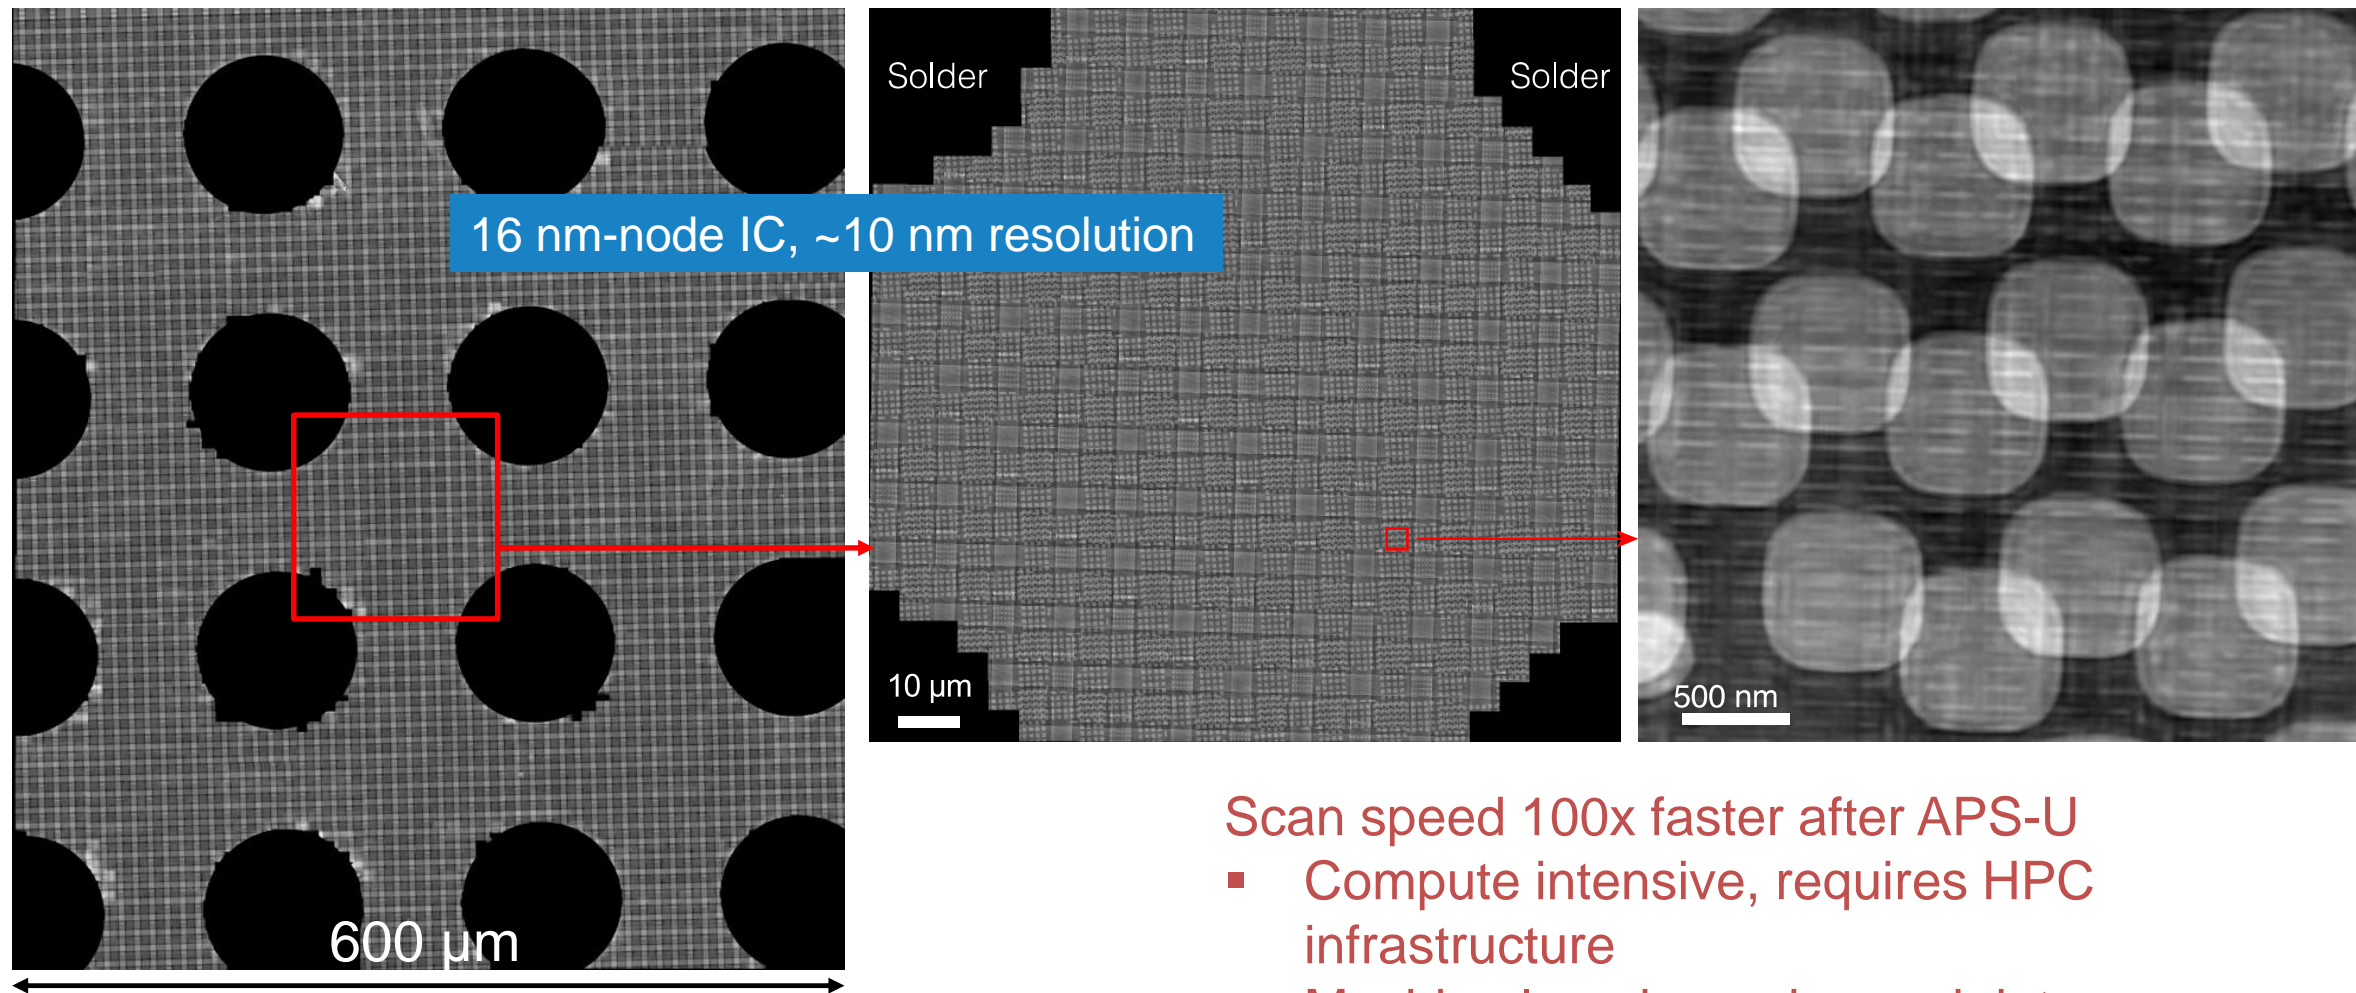 Solder
Solder
16 nm-node IC, ~10 nm resolution
10 µm
500 nm
600 µm
Scan speed 100x faster after APS-U
▪ Compute intensive, requires HPC
infrastructure